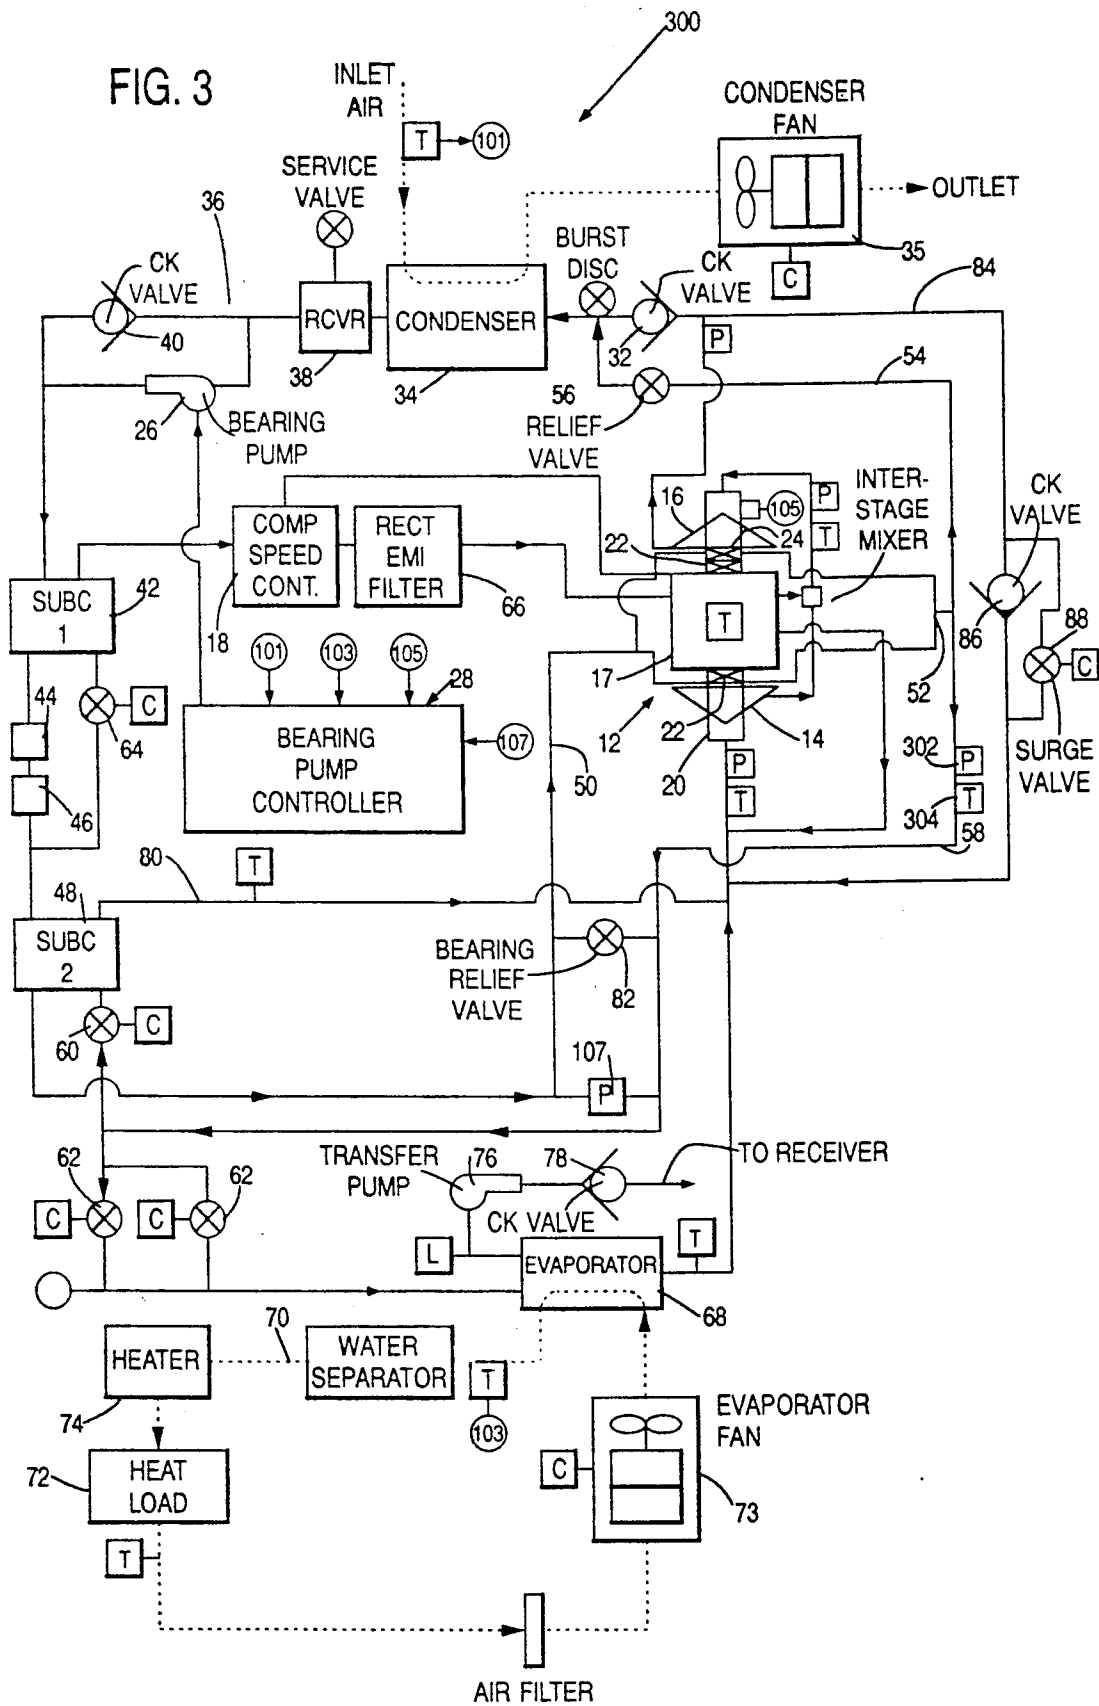 300
FIG. 3
INLET
AIR
T
101
CONDENSER
FAN
SERVICE
VALVE
OUTLET
35
C
36
CK
VALVE
40
RCVR
38
CONDENSER
34
BURST
DISC
CK
VALVE
32
P
84
54
56
RELIEF
VALVE
26
BEARING
PUMP
COMP
SPEED
CONT.
18
RECT
EMI
FILTER
66
16
105
24
22
P
T
INTER-
STAGE
MIXER
CK
VALVE
86
88
C
SURGE
VALVE
SUBC
1
42
T
17
12
22
14
20
52
44
64
C
46
101
103
105
28
107
BEARING
PUMP
CONTROLLER
50
P
T
302
P
304
T
58
80
T
48
SUBC
2
60
C
BEARING
RELIEF
VALVE
82
107
P
62
C
C
62
TRANSFER
PUMP
76
78
CK VALVE
TO RECEIVER
L
EVAPORATOR
T
68
HEATER
74
70
WATER
SEPARATOR
T
103
EVAPORATOR
FAN
C
73
72
HEAT
LOAD
T
AIR FILTER